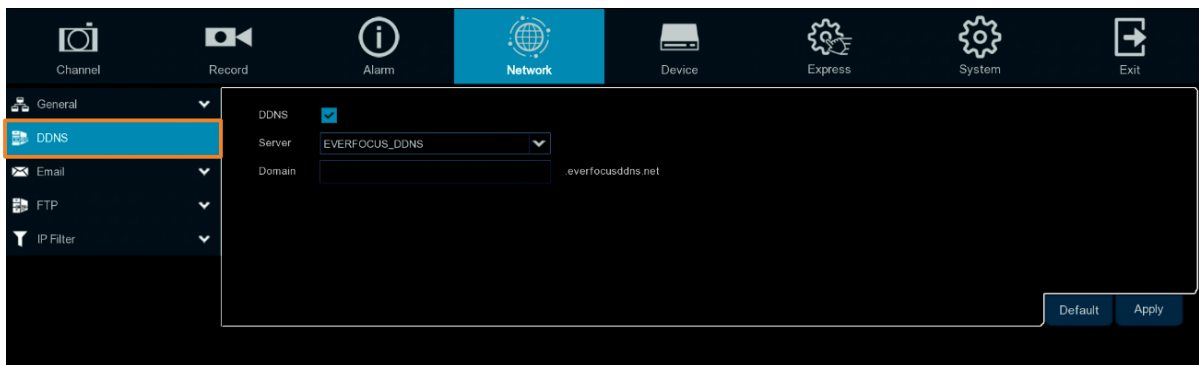 Channel Record Alarm Network Device Express System Exit
General
DDNS
Email
FTP
IP Filter
DDNS
Server EVERFOCUS_DDNS
Domain .everfocusddns.net
Default Apply